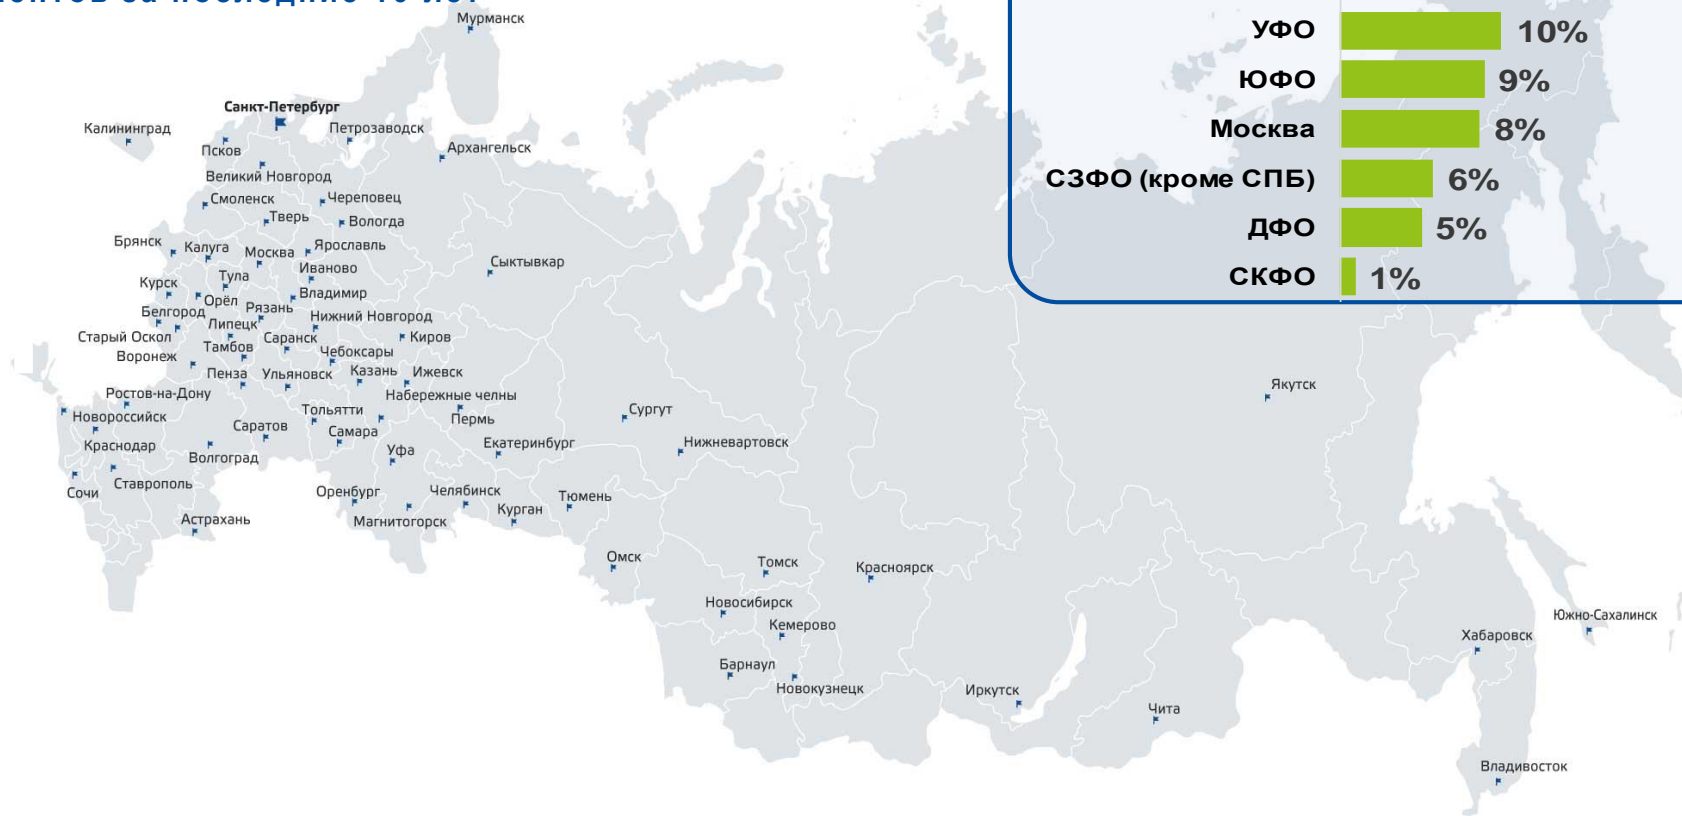 за последние 10 лет
Мурманск
УФО 10%
ЮФО 9%
Москва 8%
СЗФО (кроме СПБ) 6%
ДФО 5%
СКФО 1%
Санкт-Петербург
Калининград
Петрозаводск
Псков
Архангельск
Великий Новгород
Смоленск
Череповец
Тверь
Вологда
Брянск
Калуга
Москва
Ярославль
Сыктывкар
Иваново
Тула
Курск
Владимир
Орёл
Рязань
Белгород
Нижний Новгород
Липецк
Старый Оскол
Саранск
Киров
Тамбов
Чебоксары
Воронеж
Пенза
Ульяновск
Казань
Ижевск
Якутск
Ростов-на-Дону
Набережные челны
Тольятти
Сургут
Новороссийск
Пермь
Саратов
Самара
Краснодар
Екатеринбург
Нижневартовск
Уфа
Волгоград
Ставрополь
Сочи
Оренбург
Челябинск
Тюмень
Курган
Астрахань
Магнитогорск
Омск
Томск
Красноярск
Новосибирск
Южно-Сахалинск
Кемерово
Хабаровск
Барнаул
Новокузнецк
Иркутск
Чита
Владивосток